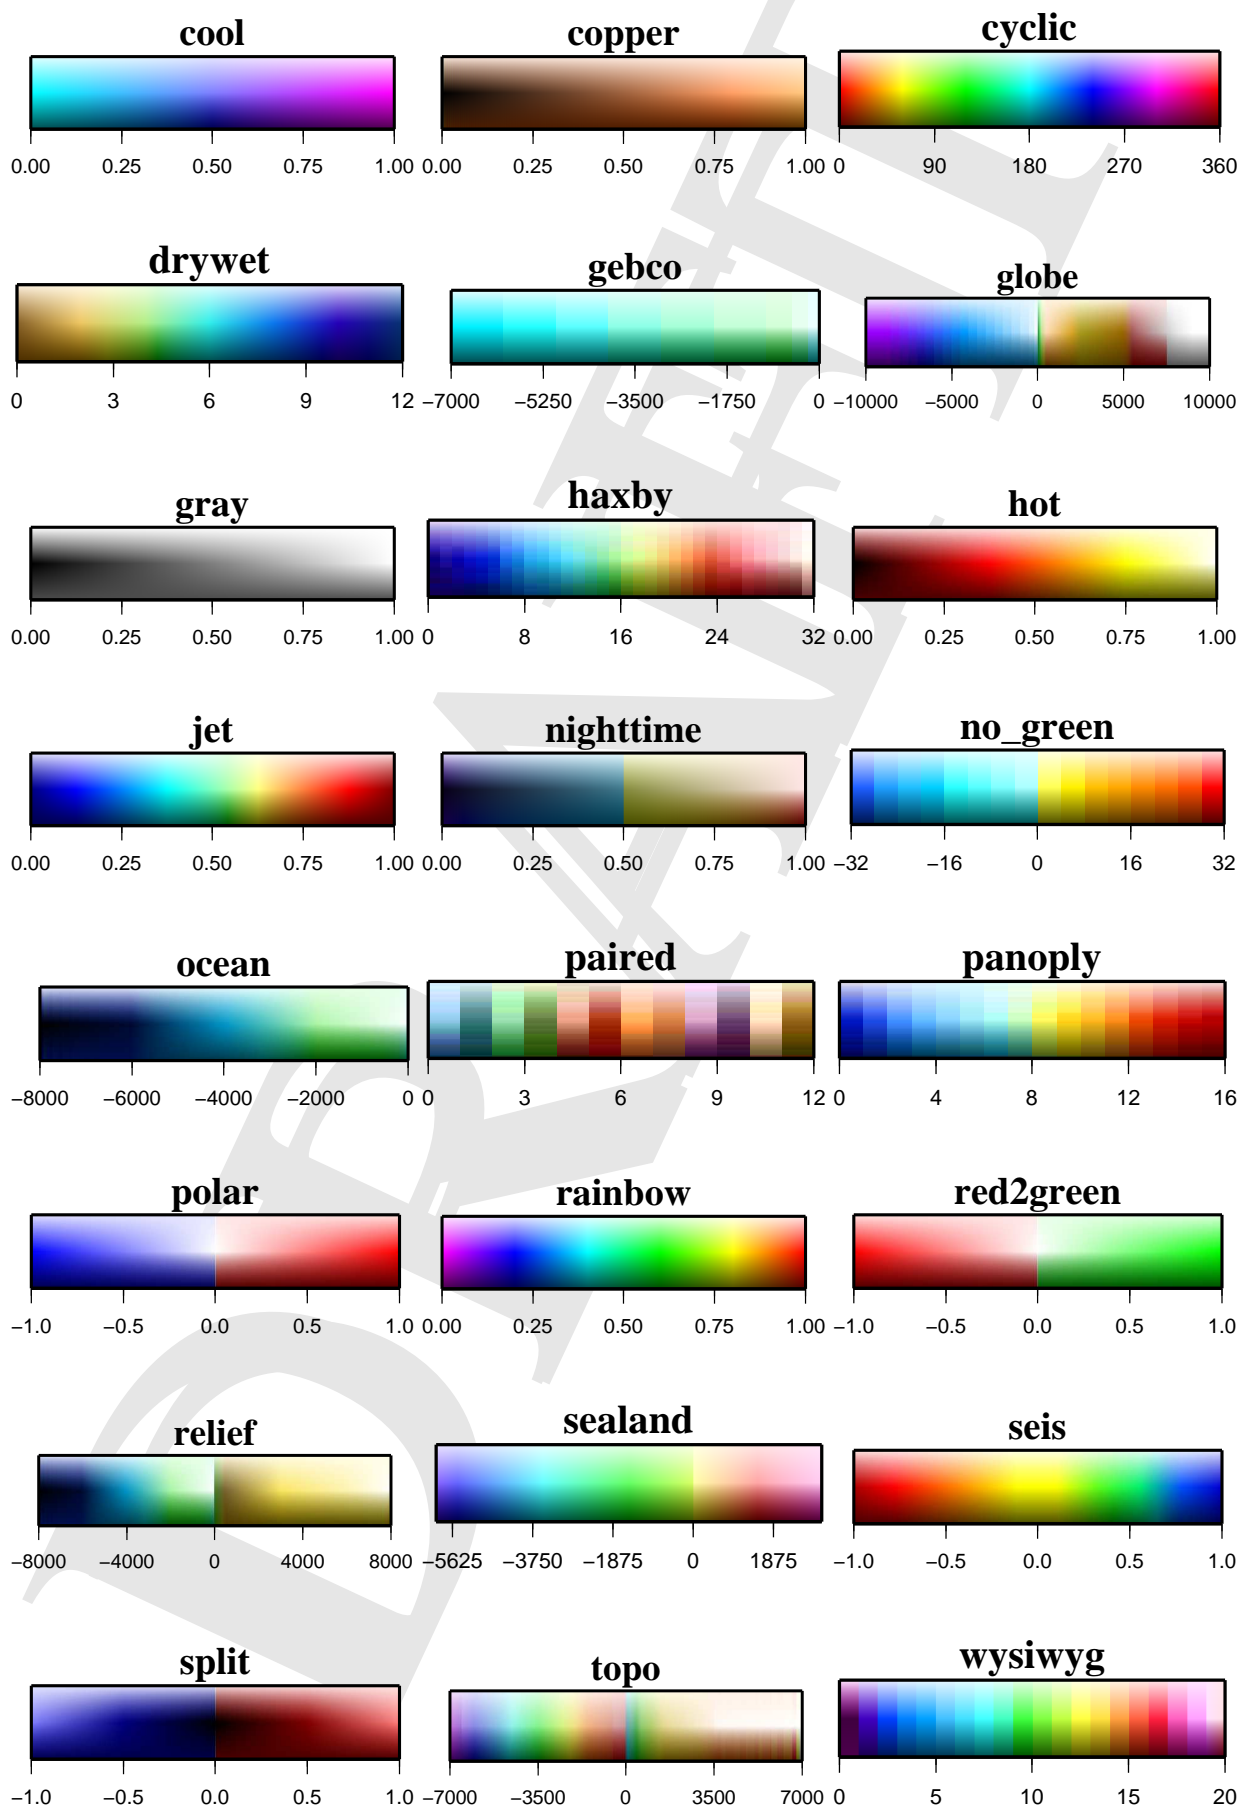 cool copper cyclic
0.00 0.25 0.50 0.75 1.00 0.00 0.25 0.50 0.75 1.00 0 90 180 270 360
drywet gebco globe
0 3 6 9 12 −7000 −5250 −3500 −1750 0 −10000 −5000 0 5000 10000
gray haxby hot
0.00 0.25 0.50 0.75 1.00 0 8 16 24 32 0.00 0.25 0.50 0.75 1.00
jet nighttime no_green
0.00 0.25 0.50 0.75 1.00 0.00 0.25 0.50 0.75 1.00 −32 −16 0 16 32
ocean paired panoply
−8000 −6000 −4000 −2000 0 0 3 6 9 12 0 4 8 12 16
polar rainbow red2green
−1.0 −0.5 0.0 0.5 1.0 0.00 0.25 0.50 0.75 1.00 −1.0 −0.5 0.0 0.5 1.0
relief sealand seis
−8000 −4000 0 4000 8000 −5625 −3750 −1875 0 1875 −1.0 −0.5 0.0 0.5 1.0
split topo wysiwyg
−1.0 −0.5 0.0 0.5 1.0 −7000 −3500 0 3500 7000 0 5 10 15 20
DRAFT